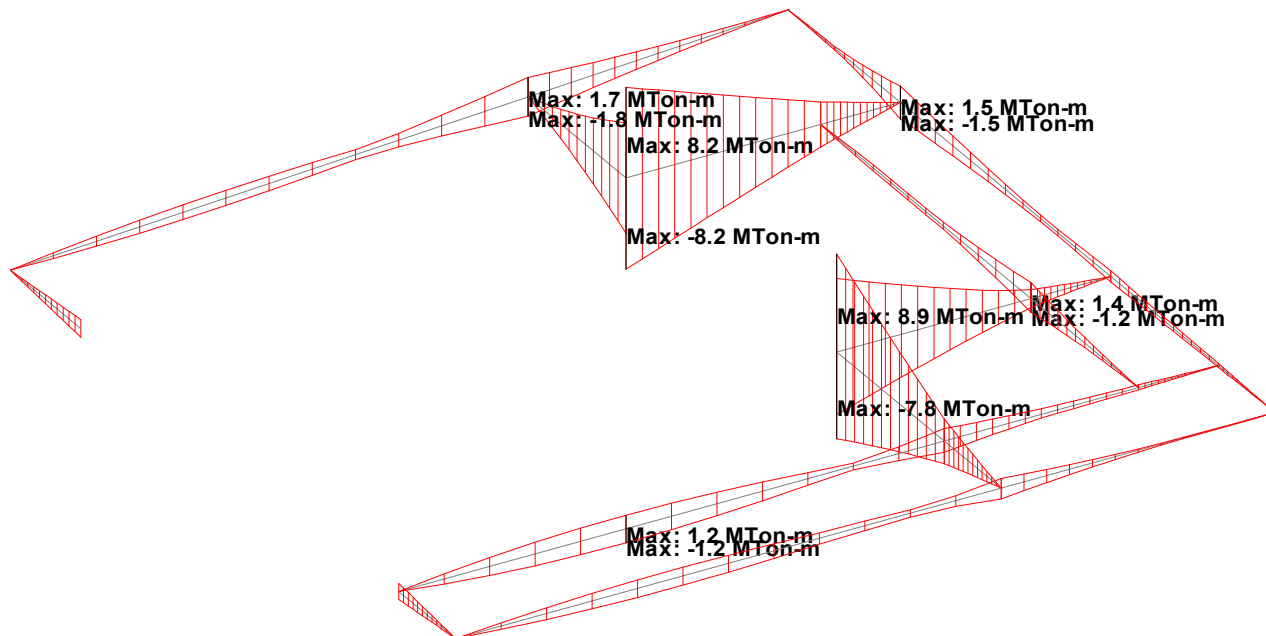 Max: 1.7 MTon-m
Max: -1.8 MTon-m
Max: 1.5 MTon-m
Max: -1.5 MTon-m
Max: 8.2 MTon-m
Max: -8.2 MTon-m
Max: 1.4 MTon-m
Max: -1.2 MTon-m
Max: 8.9 MTon-m
Max: -7.8 MTon-m
Max: 1.2 MTon-m
Max: -1.2 MTon-m